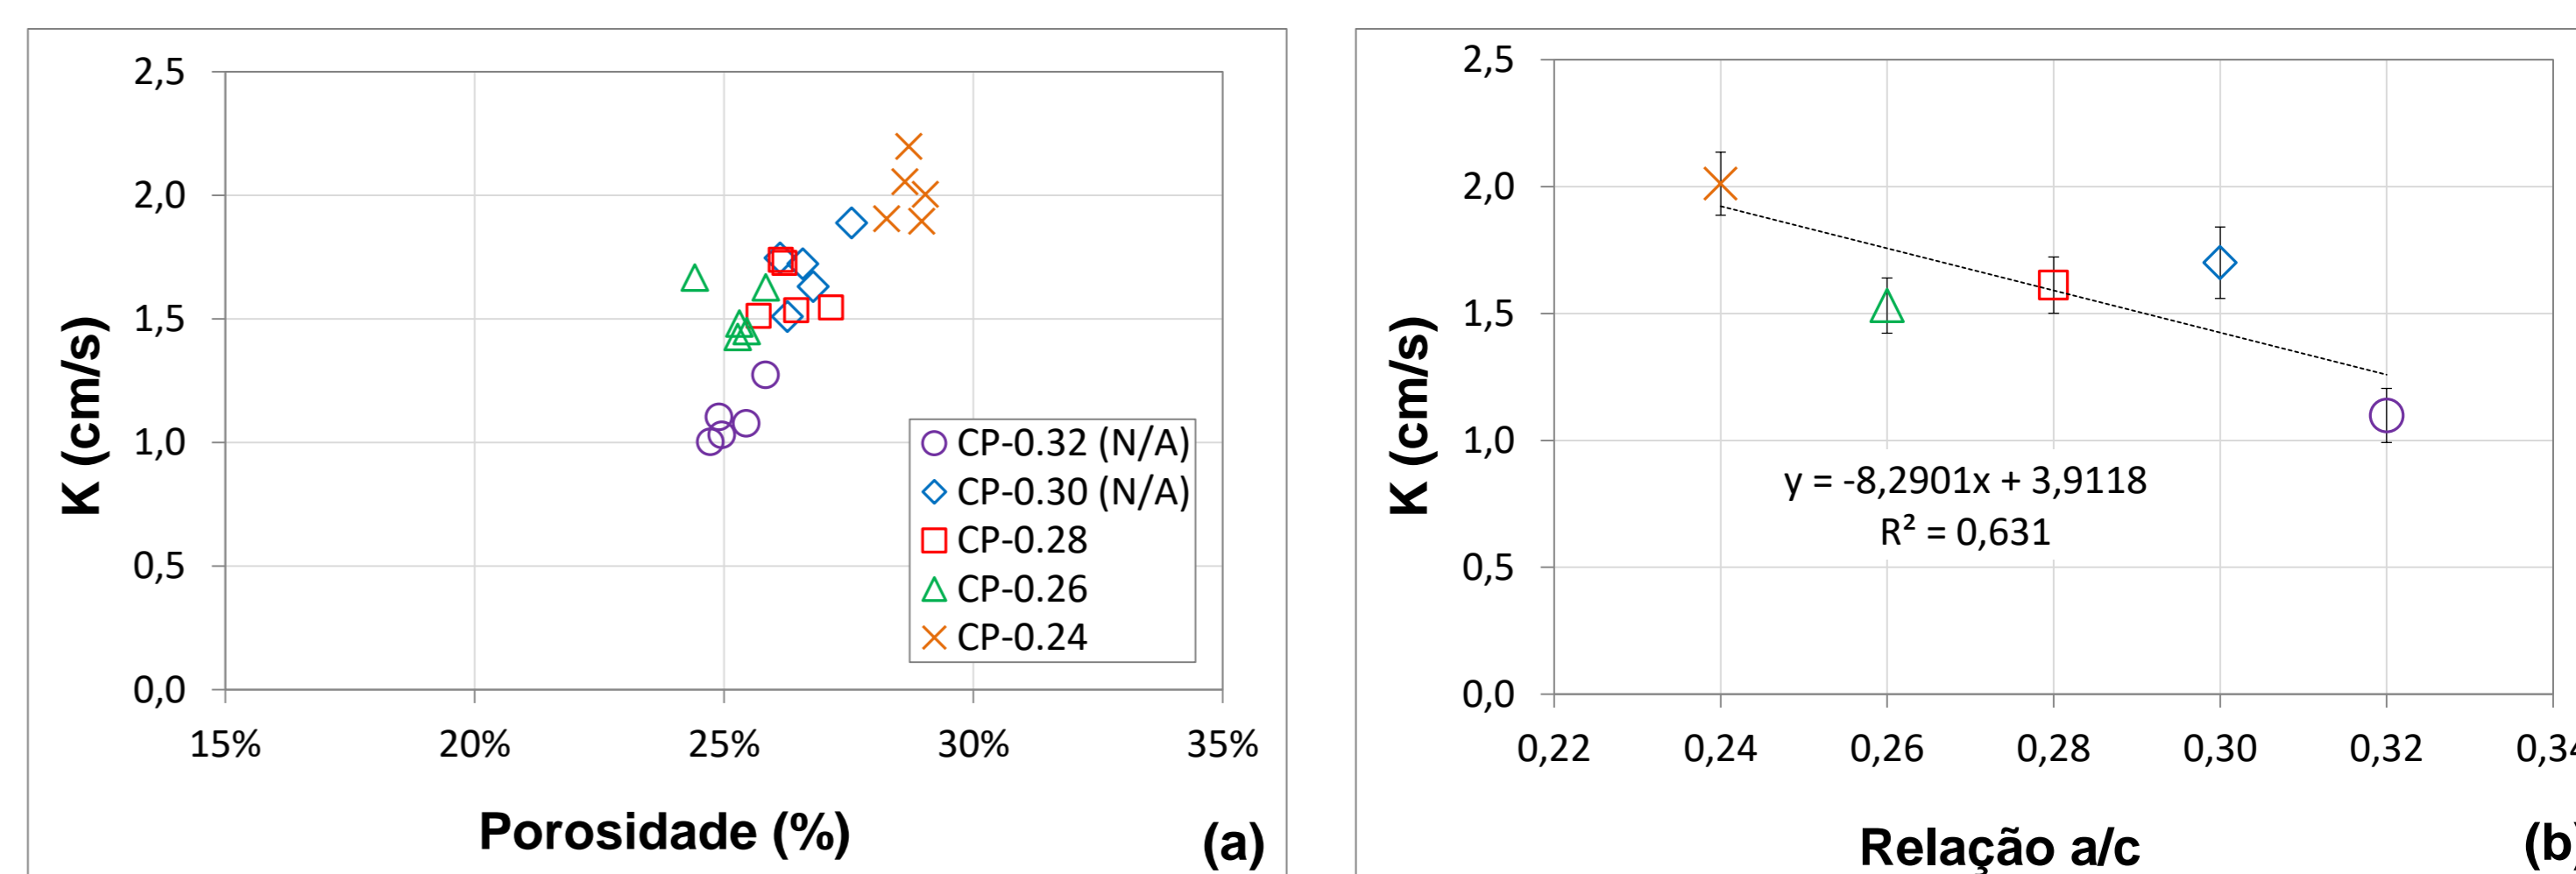 2,5
2,0
1,5
1,0
0,5
0,0
K (cm/s)
15% 20% 25% 30% 35%
Porosidade (%)
(a)
CP-0.32 (N/A)
CP-0.30 (N/A)
CP-0.28
CP-0.26
CP-0.24
2,5
2,0
1,5
1,0
0,5
0,0
K (cm/s)
y = -8,2901x + 3,9118
R² = 0,631
0,22 0,24 0,26 0,28 0,30 0,32 0,34
Relação a/c
(b)